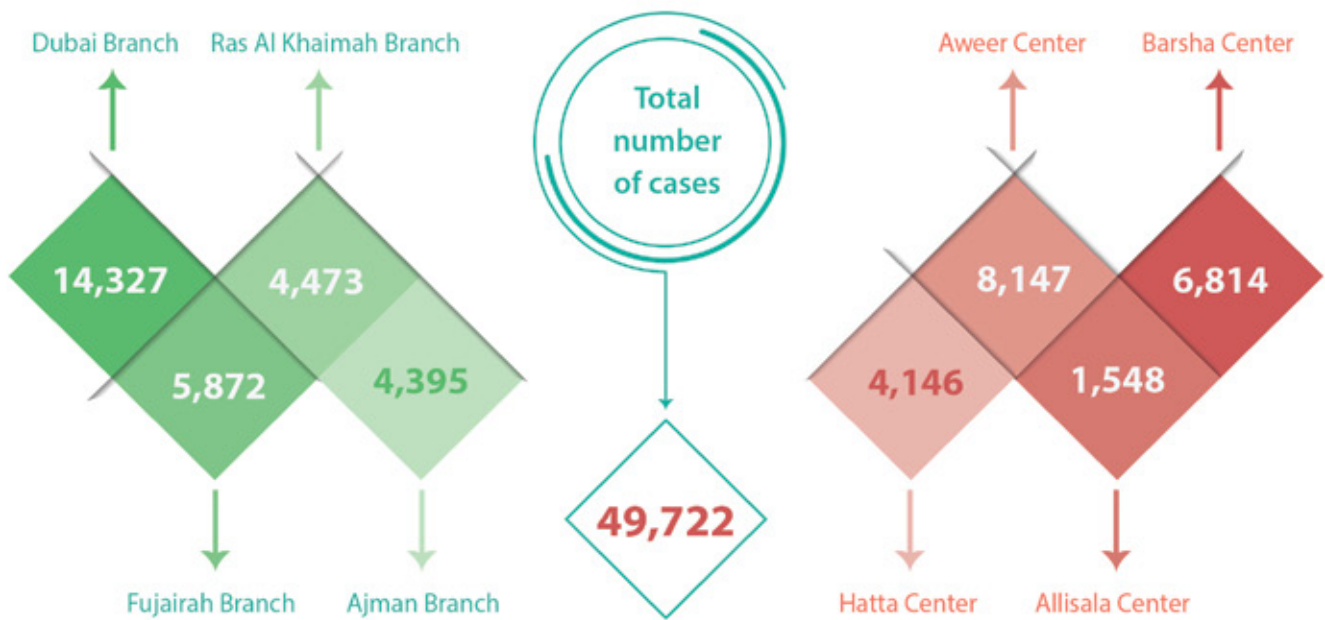 Dubai Branch
Ras Al Khaimah Branch
14,327
4,473
5,872
4,395
Fujairah Branch
Ajman Branch
Total
number
of cases
49,722
Aweer Center
Barsha Center
8,147
6,814
4,146
1,548
Hatta Center
Allisala Center